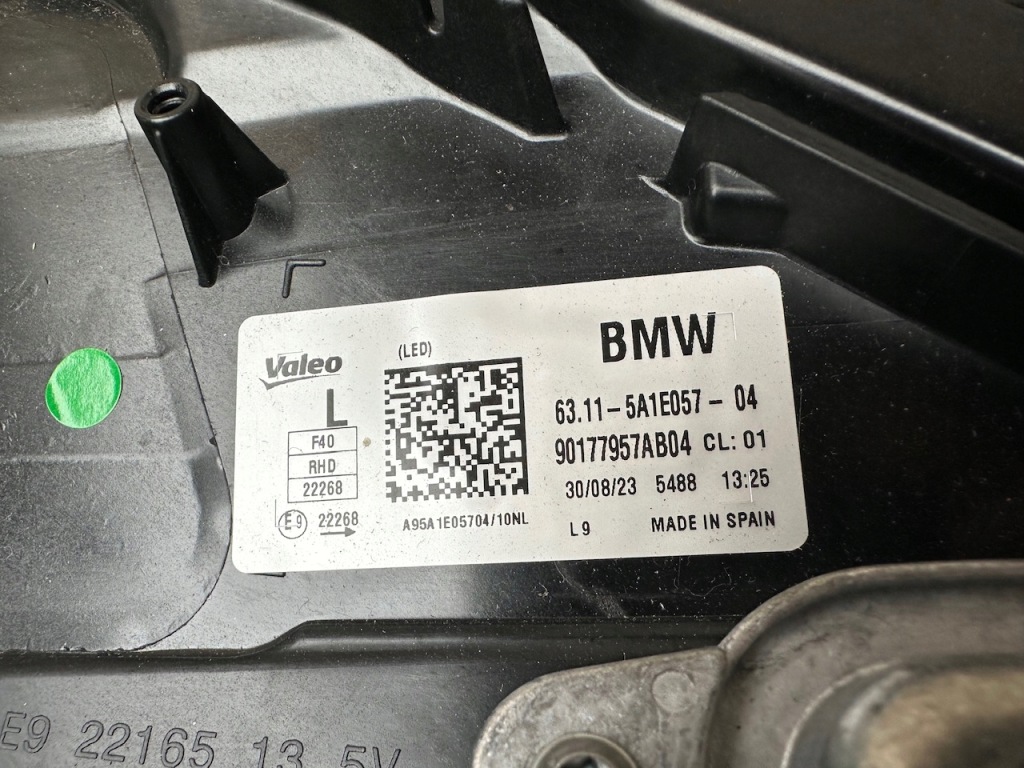 Valeo
(LED)
BMW
L
F40
RHD
22268
E9 22268
A95A1E05704/10NL
63.11-5A1E057-04
90177957AB04 CL: 01
30/08/23 5488 13:25
L9 MADE IN SPAIN
E9 22165 13.5V